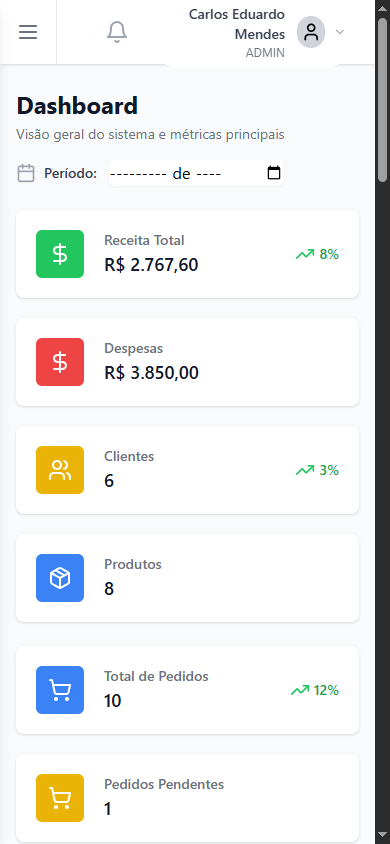 Carlos Eduardo
Mendes
ADMIN
Dashboard
Visão geral do sistema e métricas principais
Período: --------- de ----
Receita Total
R$ 2.767,60
8%
Despesas
R$ 3.850,00
Clientes
6
3%
Produtos
8
Total de Pedidos
10
12%
Pedidos Pendentes
1